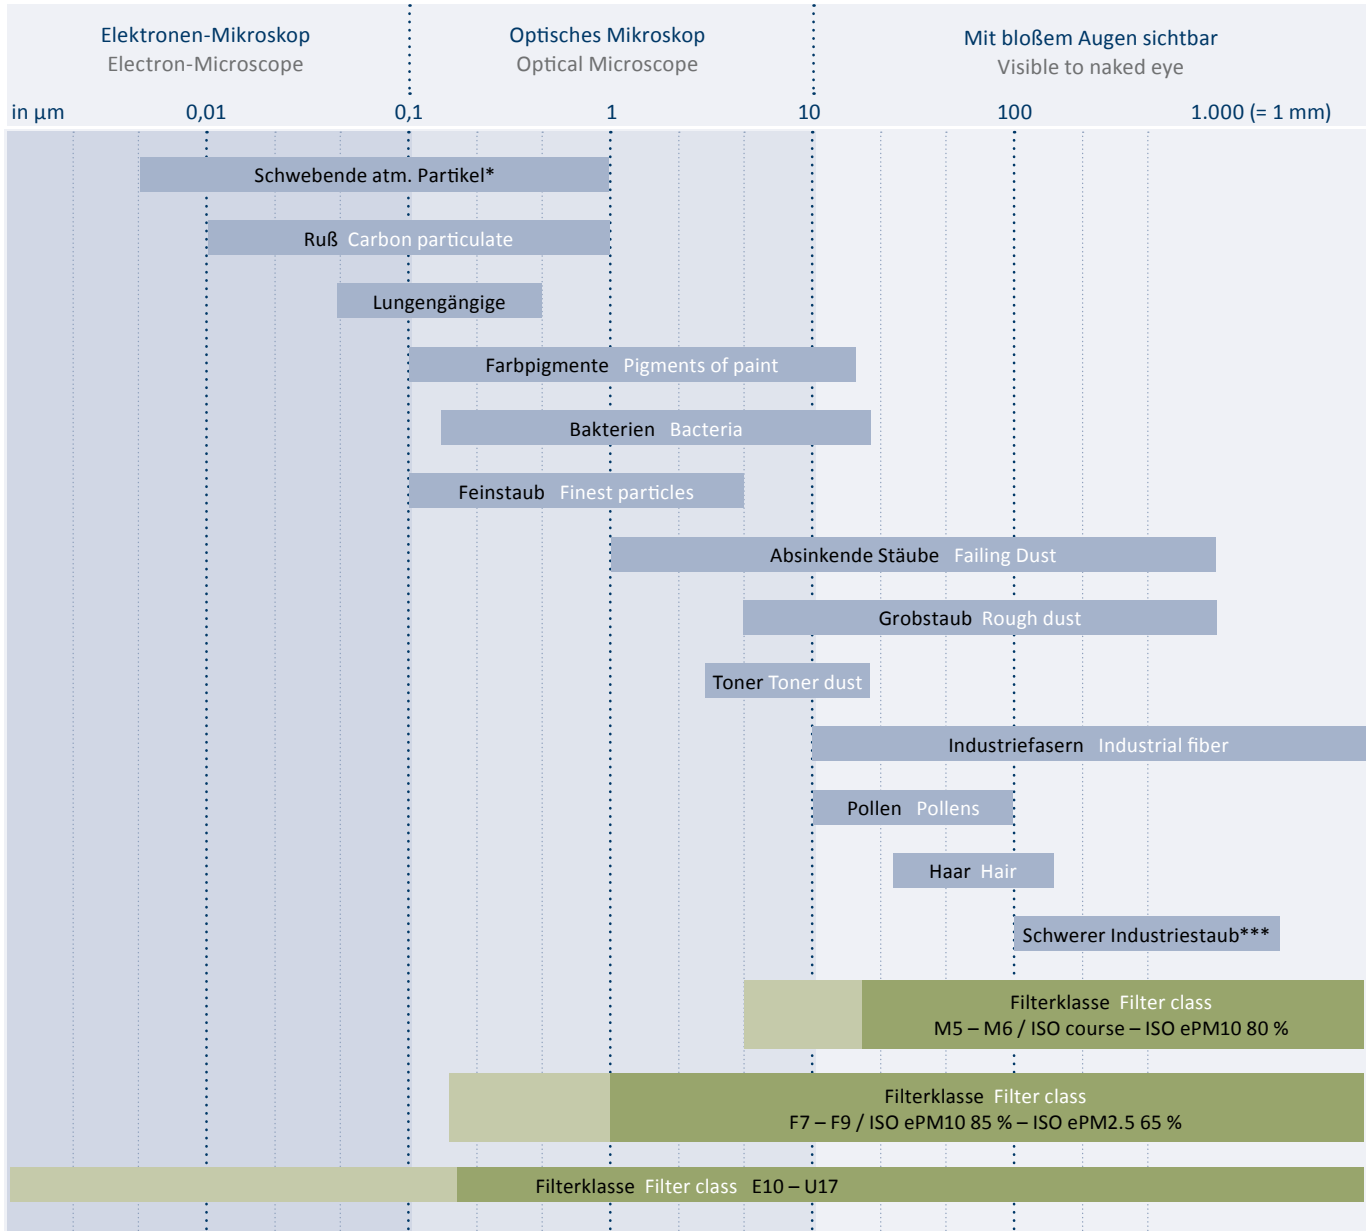 Elektronen-Mikroskop
Electron-Microscope
Optisches Mikroskop
Optical Microscope
Mit bloßem Augen sichtbar
Visible to naked eye
in µm 0,01 0,1 1 10 100 1.000 (= 1 mm)
Schwebende atm. Partikel*
Ruß Carbon particulate
Lungengängige
Farbpigmente Pigments of paint
Bakterien Bacteria
Feinstaub Finest particles
Absinkende Stäube Failing Dust
Grobstaub Rough dust
Toner Toner dust
Industriefasern Industrial fiber
Pollen Pollens
Haar Hair
Schwerer Industriestaub***
Filterklasse Filter class
M5 – M6 / ISO course – ISO ePM10 80 %
Filterklasse Filter class
F7 – F9 / ISO ePM10 85 % – ISO ePM2.5 65 %
Filterklasse Filter class E10 – U17